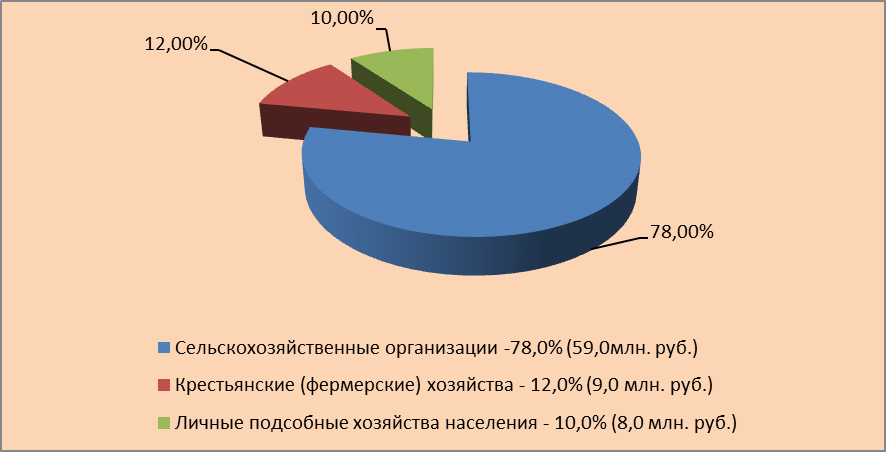 10,00%
12,00%
78,00%
Сельскохозяйственные организации -78,0% (59,0млн. руб.)
Крестьянские (фермерские) хозяйства - 12,0% (9,0 млн. руб.)
Личные подсобные хозяйства населения - 10,0% (8,0 млн. руб.)